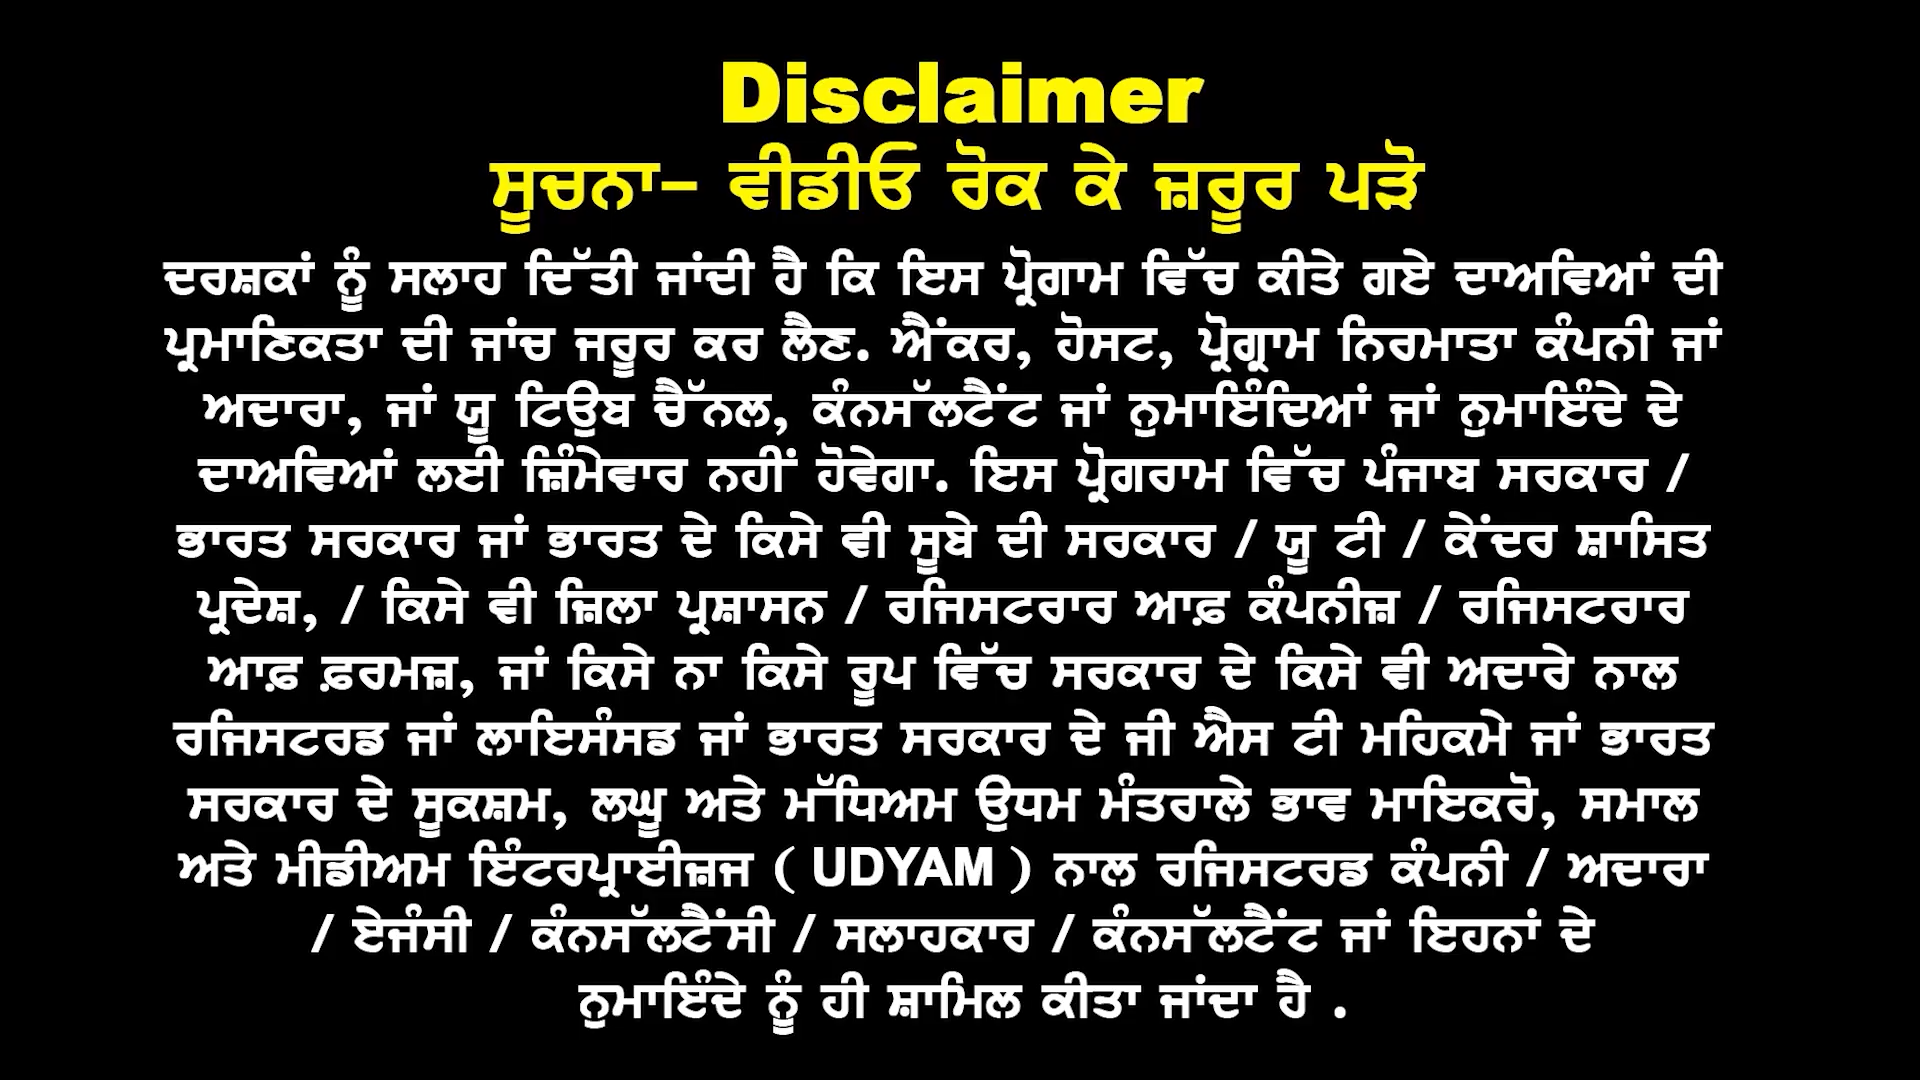 Disclaimer
ਸੂਚਨਾ- ਵੀਡੀਓ ਰੋਕ ਕੇ ਜ਼ਰੂਰ ਪੜੋ
ਦਰਸ਼ਕਾਂ ਨੂੰ ਸਲਾਹ ਦਿੱਤੀ ਜਾਂਦੀ ਹੈ ਕਿ ਇਸ ਪ੍ਰੋਗਾਮ ਵਿੱਚ ਕੀਤੇ ਗਏ ਦਾਅਵਿਆਂ ਦੀ
ਪ੍ਰਮਾਣਿਕਤਾ ਦੀ ਜਾਂਚ ਜਰੂਰ ਕਰ ਲੈਣ. ਐਂਕਰ, ਹੋਸਟ, ਪ੍ਰੋਗ੍ਰਾਮ ਨਿਰਮਾਤਾ ਕੰਪਨੀ ਜਾਂ
ਅਦਾਰਾ, ਜਾਂ ਯੂ ਟਿਊਬ ਚੈੱਨਲ, ਕੰਨਸੱਲਟੈਂਟ ਜਾਂ ਨੁਮਾਇੰਦਿਆਂ ਜਾਂ ਨੁਮਾਇੰਦੇ ਦੇ
ਦਾਅਵਿਆਂ ਲਈ ਜ਼ਿੰਮੇਵਾਰ ਨਹੀਂ ਹੋਵੇਗਾ. ਇਸ ਪ੍ਰੋਗਰਾਮ ਵਿੱਚ ਪੰਜਾਬ ਸਰਕਾਰ /
ਭਾਰਤ ਸਰਕਾਰ ਜਾਂ ਭਾਰਤ ਦੇ ਕਿਸੇ ਵੀ ਸੂਬੇ ਦੀ ਸਰਕਾਰ / ਯੂ ਟੀ / ਕੇਂਦਰ ਸ਼ਾਸਿਤ
ਪ੍ਰਦੇਸ਼, / ਕਿਸੇ ਵੀ ਜ਼ਿਲਾ ਪ੍ਰਸ਼ਾਸਨ / ਰਜਿਸਟਰਾਰ ਆਫ਼ ਕੰਪਨੀਜ਼ / ਰਜਿਸਟਰਾਰ
ਆਫ਼ ਫ਼ਰਮਜ਼, ਜਾਂ ਕਿਸੇ ਨਾ ਕਿਸੇ ਰੂਪ ਵਿੱਚ ਸਰਕਾਰ ਦੇ ਕਿਸੇ ਵੀ ਅਦਾਰੇ ਨਾਲ
ਰਜਿਸਟਰਡ ਜਾਂ ਲਾਇਸੰਸਡ ਜਾਂ ਭਾਰਤ ਸਰਕਾਰ ਦੇ ਜੀ ਐਸ ਟੀ ਮਹਿਕਮੇ ਜਾਂ ਭਾਰਤ
ਸਰਕਾਰ ਦੇ ਸੂਕਸ਼ਮ, ਲਘੂ ਅਤੇ ਮੱਧਿਅਮ ਉਧਮ ਮੰਤਰਾਲੇ ਭਾਵ ਮਾਇਕਰੋ, ਸਮਾਲ
ਅਤੇ ਮੀਡੀਅਮ ਇੰਟਰਪ੍ਰਾਈਜ਼ਜ ( UDYAM ) ਨਾਲ ਰਜਿਸਟਰਡ ਕੰਪਨੀ / ਅਦਾਰਾ
/ ਏਜੰਸੀ / ਕੰਨਸੱਲਟੈਂਸੀ / ਸਲਾਹਕਾਰ / ਕੰਨਸੱਲਟੈਂਟ ਜਾਂ ਇਹਨਾਂ ਦੇ
ਨੁਮਾਇੰਦੇ ਨੂੰ ਹੀ ਸ਼ਾਮਿਲ ਕੀਤਾ ਜਾਂਦਾ ਹੈ .